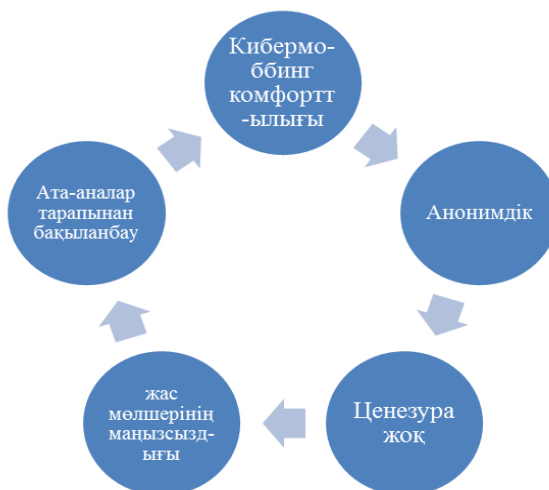 Кибермо-
ббинг
комфортт
-ылығы
Анонимдік
Ценезура
жоқ
жас
мөлшерінің
маңызсызд-
ығы
Ата-аналар
тарапынан
бақыланбау